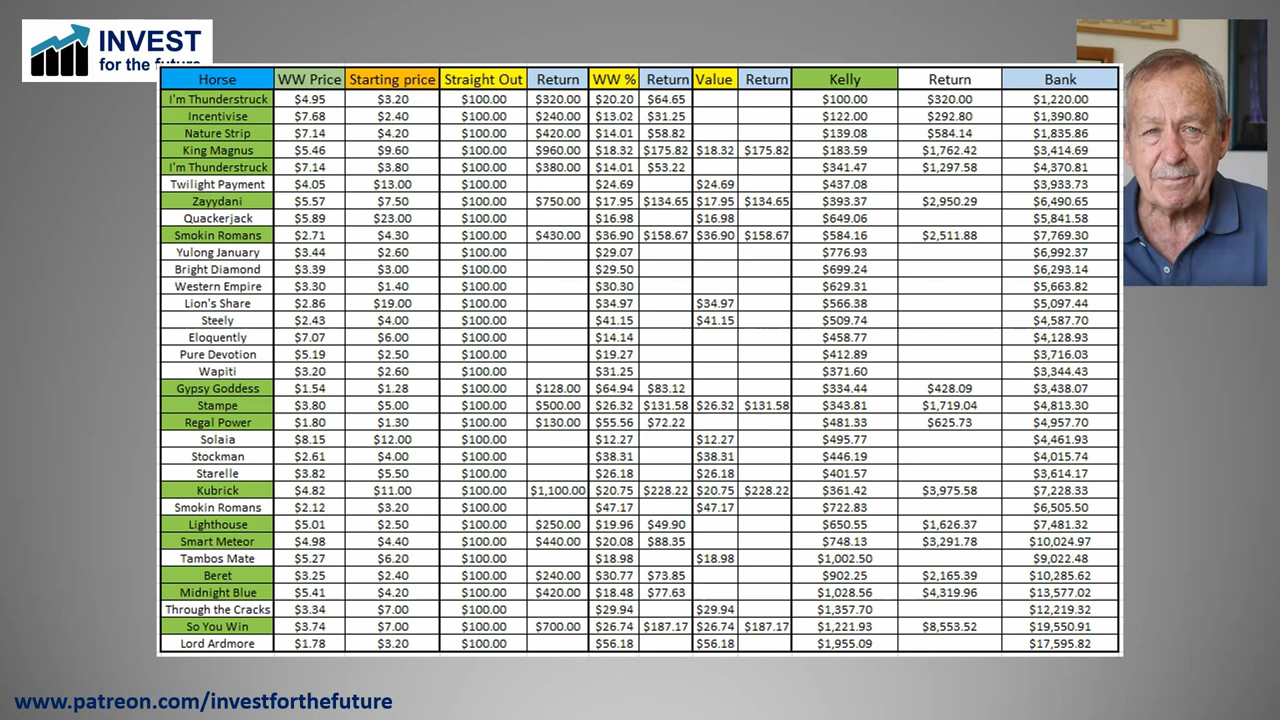 INVEST
for the future
Horse WW Price Starting price Straight Out Return WW % Return Value Return Kelly Return Bank
I'm Thunderstruck $4.95 $3.20 $100.00 $320.00 $20.20 $64.65 $100.00 $320.00 $1,220.00
Incentivise $7.68 $2.40 $100.00 $240.00 $13.02 $31.25 $122.00 $292.80 $1,390.80
Nature Strip $7.14 $4.20 $100.00 $420.00 $14.01 $58.82 $139.08 $584.14 $1,835.86
King Magnus $5.46 $9.60 $100.00 $960.00 $18.32 $175.82 $18.32 $175.82 $183.59 $1,762.42 $3,414.69
I'm Thunderstruck $7.14 $3.80 $100.00 $380.00 $14.01 $53.22 $341.47 $1,297.58 $4,370.81
Twilight Payment $4.05 $13.00 $100.00 $24.69 $24.69 $437.08 $3,933.73
Zayydani $5.57 $7.50 $100.00 $750.00 $17.95 $134.65 $17.95 $134.65 $393.37 $2,950.29 $6,490.65
Quackerjack $5.89 $23.00 $100.00 $16.98 $16.98 $649.06 $5,841.58
Smokin Romans $2.71 $4.30 $100.00 $430.00 $36.90 $158.67 $36.90 $158.67 $584.16 $2,511.88 $7,769.30
Yulong January $3.44 $2.60 $100.00 $29.07 $776.93 $6,992.37
Bright Diamond $3.39 $3.00 $100.00 $29.50 $699.24 $6,293.14
Western Empire $3.30 $1.40 $100.00 $30.30 $629.31 $5,663.82
Lion's Share $2.86 $19.00 $100.00 $34.97 $34.97 $566.38 $5,097.44
Steely $2.43 $4.00 $100.00 $41.15 $41.15 $509.74 $4,587.70
Eloquently $7.07 $6.00 $100.00 $14.14 $458.77 $4,128.93
Pure Devotion $5.19 $2.50 $100.00 $19.27 $412.89 $3,716.03
Wapiti $3.20 $2.60 $100.00 $31.25 $371.60 $3,344.43
Gypsy Goddess $1.54 $1.28 $100.00 $128.00 $64.94 $83.12 $334.44 $428.09 $3,438.07
Stampe $3.80 $5.00 $100.00 $500.00 $26.32 $131.58 $26.32 $131.58 $343.81 $1,719.04 $4,813.30
Regal Power $1.80 $1.30 $100.00 $130.00 $55.56 $72.22 $481.33 $625.73 $4,957.70
Solaia $8.15 $12.00 $100.00 $12.27 $12.27 $495.77 $4,461.93
Stockman $2.61 $4.00 $100.00 $38.31 $38.31 $446.19 $4,015.74
Starelle $3.82 $5.50 $100.00 $26.18 $26.18 $401.57 $3,614.17
Kubrick $4.82 $11.00 $100.00 $1,100.00 $20.75 $228.22 $20.75 $228.22 $361.42 $3,975.58 $7,228.33
Smokin Romans $2.12 $3.20 $100.00 $47.17 $47.17 $722.83 $6,505.50
Lighthouse $5.01 $2.50 $100.00 $250.00 $19.96 $49.90 $650.55 $1,626.37 $7,481.32
Smart Meteor $4.98 $4.40 $100.00 $440.00 $20.08 $88.35 $748.13 $3,291.78 $10,024.97
Tambos Mate $5.27 $6.20 $100.00 $18.98 $18.98 $1,002.50 $9,022.48
Beret $3.25 $2.40 $100.00 $240.00 $30.77 $73.85 $902.25 $2,165.39 $10,285.62
Midnight Blue $5.41 $4.20 $100.00 $420.00 $18.48 $77.63 $1,028.56 $4,319.96 $13,577.02
Through the Cracks $3.34 $7.00 $100.00 $29.94 $29.94 $1,357.70 $12,219.32
So You Win $3.74 $7.00 $100.00 $700.00 $26.74 $187.17 $26.74 $187.17 $1,221.93 $8,553.52 $19,550.91
Lord Ardmore $1.78 $3.20 $100.00 $56.18 $56.18 $1,955.09 $17,595.82
www.patreon.com/investforthefuture